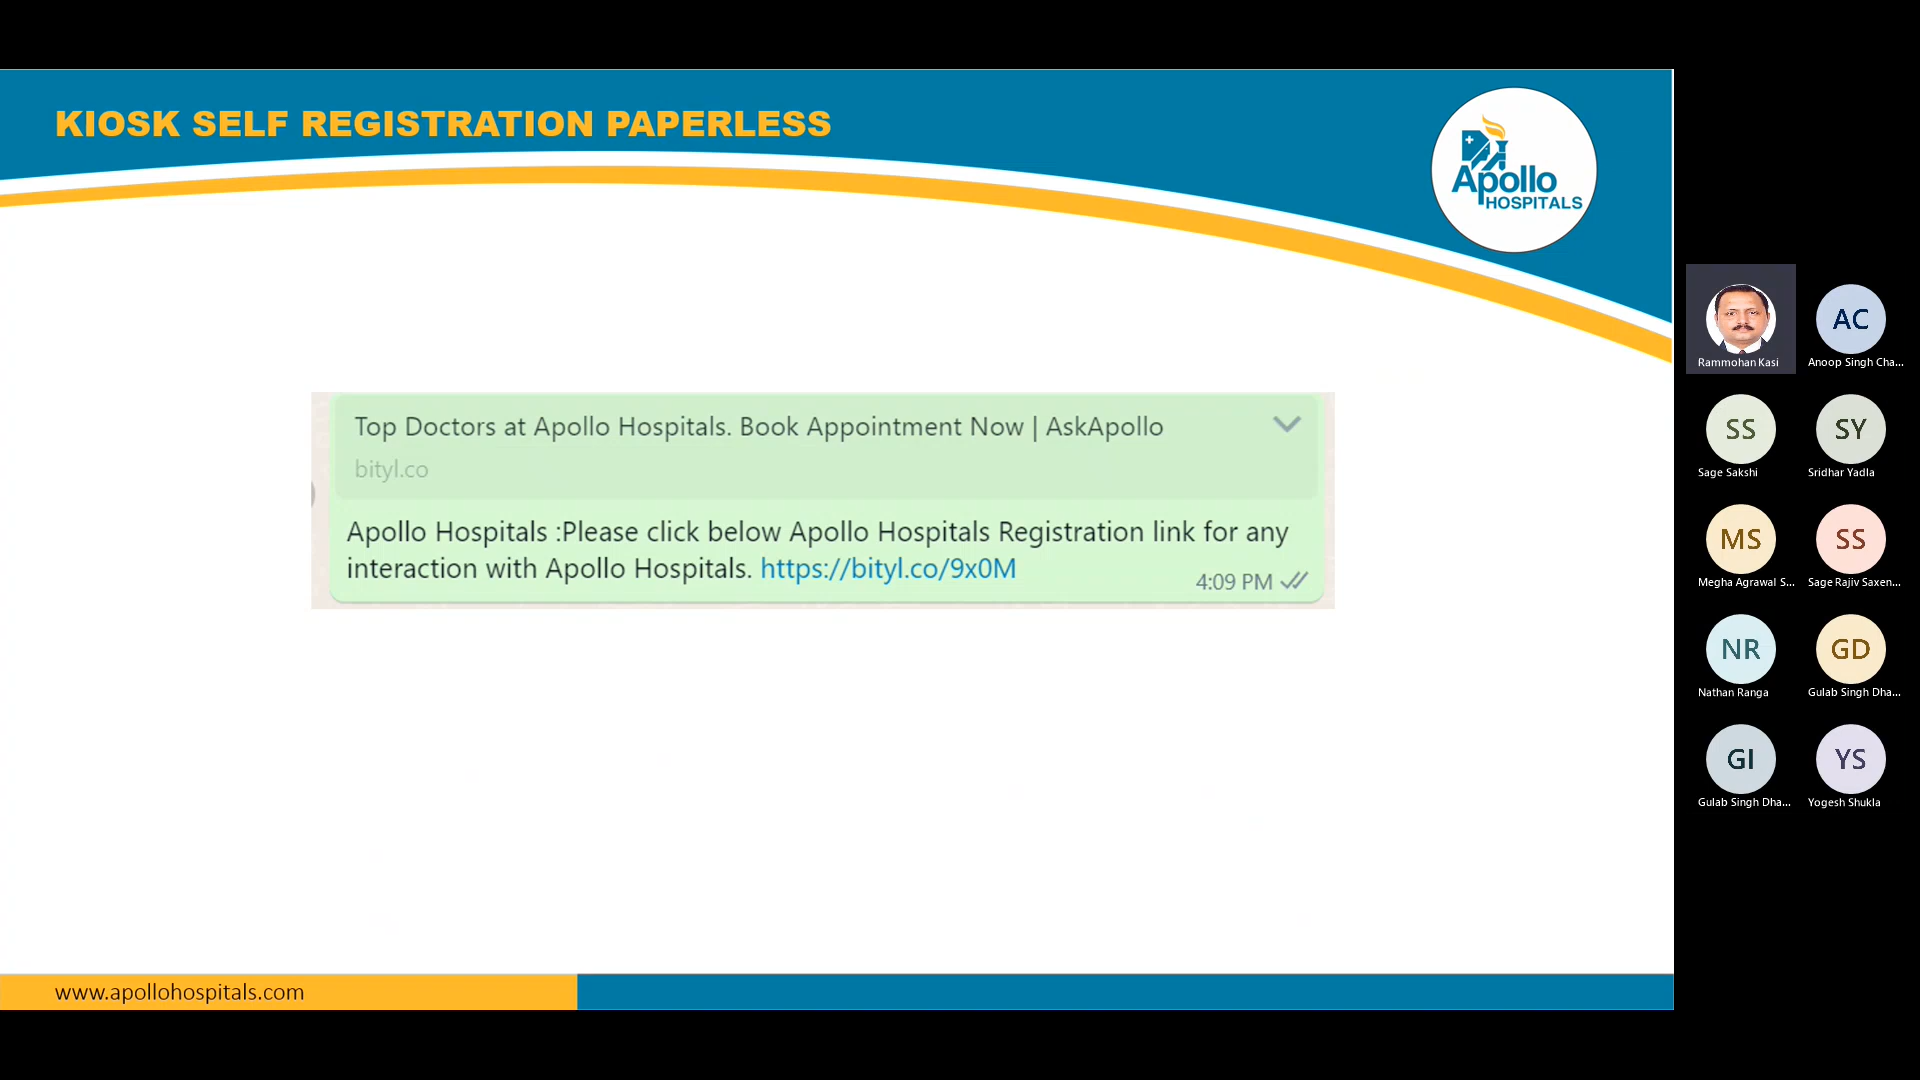 KIOSK SELF REGISTRATION PAPERLESS
Apollo
HOSPITALS
Top Doctors at Apollo Hospitals. Book Appointment Now | AskApollo
bityl.co
Apollo Hospitals :Please click below Apollo Hospitals Registration link for any
interaction with Apollo Hospitals. https://bityl.co/9x0M
4:09 PM
www.apollohospitals.com
Rammohan Kasi
AC
Anoop Singh Cha...
SS
Sage Sakshi
SY
Sridhar Yadla
MS
Megha Agrawal S...
SS
Sage Rajiv Saxen...
NR
Nathan Ranga
GD
Gulab Singh Dha...
GI
Gulab Singh Dha...
YS
Yogesh Shukla